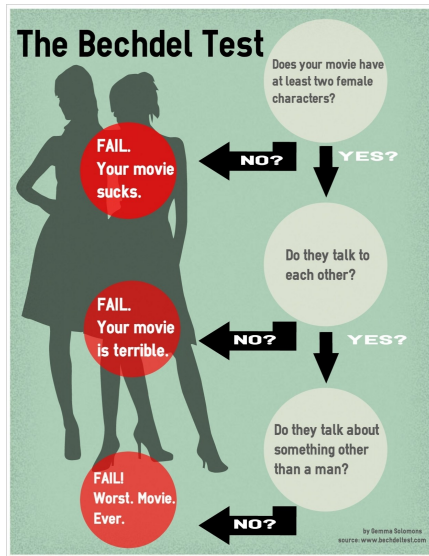 The Bechdel Test
Does your movie have
at least two female
characters?
NO?
YES?
FAIL.
Your movie
sucks.
Do they talk to
each other?
NO?
YES?
FAIL.
Your movie
is terrible.
Do they talk about
something other
than a man?
NO?
FAIL!
Worst. Movie.
Ever.
by Gemma Solomons
source: www.bechdeltest.com